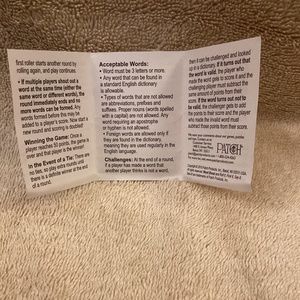 first roller starts another round by
rolling again, and play continues.
• If multiple players shout out a
word at the same time (either the
same word or different words), the
round immediately ends and no
more words can be formed. Any
words formed before this may be
added to a player's score. Now start a
new round and scoring is doubled!
Winning the Game: Once a
player reaches 50 points, the game is
over and that player is the winner!
In the Event of a Tie: There are
no ties, so play extra rounds until
there is a definite winner at the end
of a round.
Acceptable Words:
• Word must be 3 letters or more.
• Any word that can be found in
a standard English dictionary
is allowable.
• Types of words that are not allowed
are abbreviations, prefixes and
suffixes. Proper nouns (words spelled
with a capital) are not allowed. Any
word requiring an apostrophe
or hyphen is not allowed.
• Foreign words are allowed only
if they are found in the dictionary,
meaning they are used regularly in the
English language.
Challenges: At the end of a round,
if a player has made a word that
another player thinks is not a word,
then it can be challenged and looked
up in a dictionary. If it turns out that
the word is valid, the player who
made the word gets to score it and the
challenging player must subtract the
same amount of points from their
score. If the word turns out not to
be valid, the challenger gets to add
the points to their score and the player
who made the invalid word must
subtract those points from their score.
PATCH